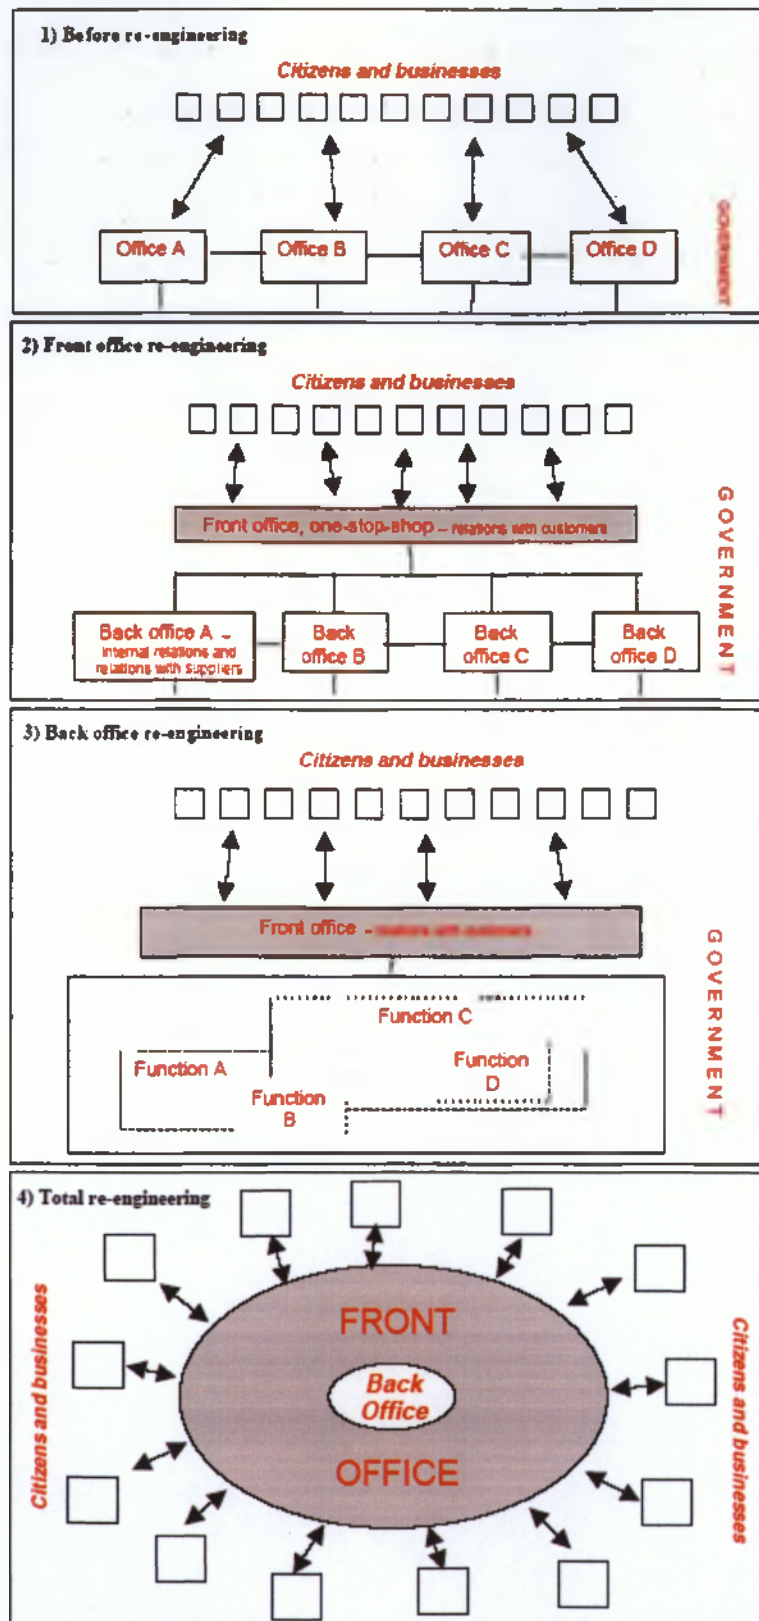 1) Before re-engineering
Citizens and businesses
Office A
Office B
Office C
Office D
GOVERNMENT
2) Front office re-engineering
Citizens and businesses
Front office, one-stop-shop – relations with customers
Back office A –
internal relations and
relations with suppliers
Back
office B
Back
office C
Back
office D
GOVERNMENT
3) Back office re-engineering
Citizens and businesses
Front office – relations with customers
Function C
Function A
Function
D
Function
B
GOVERNMENT
4) Total re-engineering
Citizens and businesses
FRONT
Back
Office
OFFICE
Citizens and businesses